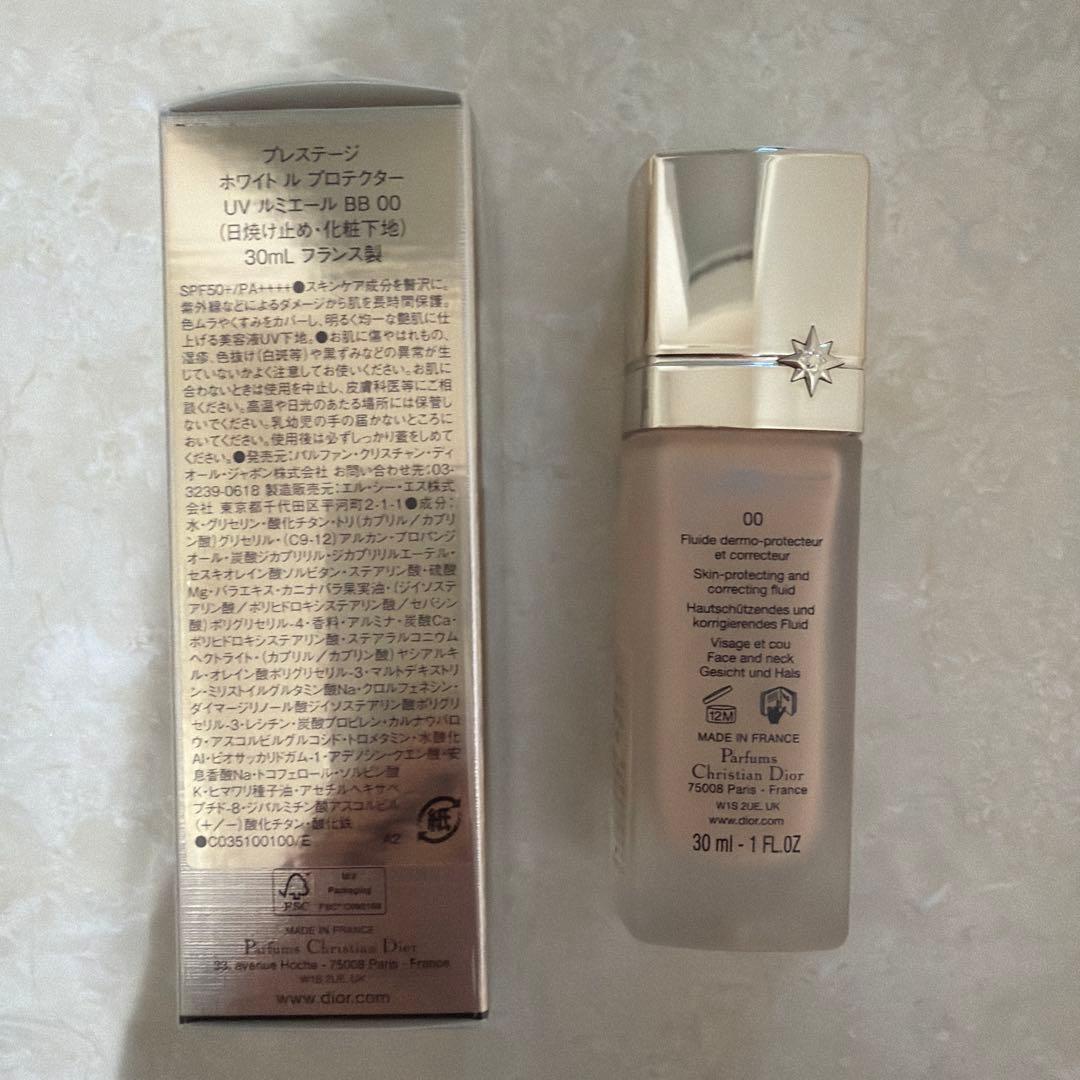 プレステージ
ホワイト ル プロテクター
UV ルミエール BB 00
(日焼け止め・化粧下地)
30mL フランス製
SPF50+/PA++++●スキンケア成分を贅沢に。
紫外線などによるダメージから肌を長時間保護。
色ムラやくすみをカバーし、明るく均一な艶肌に仕
上げる美容液UV下地。●お肌に傷やはれもの、
湿疹、色抜け(白斑等)や黒ずみなどの異常が生
じていないかよく注意してお使いください。お肌に
合わないときは使用を中止し、皮膚科医等にご相
談ください。高温や日光のあたる場所には保管し
ないでください。乳幼児の手の届かないところに
おいてください。使用後は必ずしっかり蓋をしめて
ください。●発売元:パルファン・クリスチャン・ディ
オール・ジャポン株式会社 お問い合わせ先:03-
3239-0618 製造販売元:エル・シー・エス株式
会社 東京都千代田区平河町2-1-1●成分:
水・グリセリン・酸化チタン・トリ(カプリル/カプリ
ン酸)グリセリル・(C9-12)アルカン・プロパンジ
オール・炭酸ジカプリリル・ジカプリリルエーテル・
セスキオレイン酸ソルビタン・ステアリン酸・硫酸
Mg・バラエキス・カニナバラ果実油・(ジイソステ
アリン酸/ポリヒドロキシステアリン酸/セバシン
酸)ポリグリセリル-4・香料・アルミナ・炭酸Ca・
ポリヒドロキシステアリン酸・ステアラルコニウム
ヘクトライト・(カプリル/カプリン酸)ヤシアルキ
ル・オレイン酸ポリグリセリル-3・マルトデキストリ
ン・ミリストイルグルタミン酸Na・クロルフェネシン・
ダイマージリノール酸ジイソステアリン酸ポリグリ
セリル-3・レシチン・炭酸プロピレン・カルナウバロ
ウ・アスコルビルグルコシド・トロメタミン・水酸化
Al・ビオサッカリドガム-1・アデノシン・クエン酸・安
息香酸Na・トコフェロール・ソルビン酸
K・ヒマワリ種子油・アセチルヘキサペ
プチド-8・ジパルミチン酸アスコルビル
(+/-)酸化チタン・酸化鉄
●C035100100/E A2
紙
FSC
MIX
Packaging
MADE IN FRANCE
Parfums Christian Dior
33, avenue Hoche - 75008 Paris - France
W1S 2UE. UK
www.dior.com
00
Fluide dermo-protecteur
et correcteur
Skin-protecting and
correcting fluid
Hautschützendes und
korrigierendes Fluid
Visage et cou
Face and neck
Gesicht und Hals
12M
MADE IN FRANCE
Parfums
Christian Dior
75008 Paris - France
W1S 2UE. UK
www.dior.com
30 ml - 1 FL.OZ